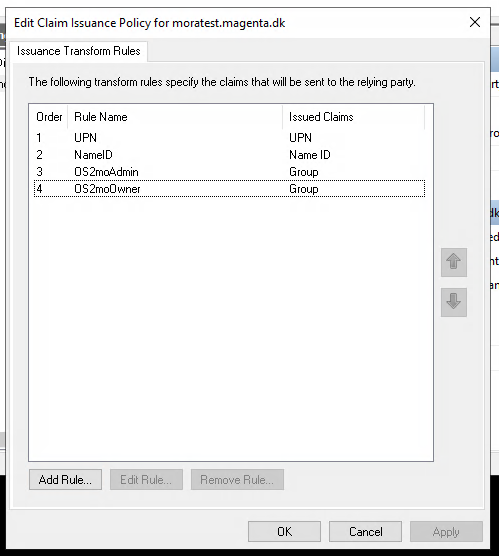 Edit Claim Issuance Policy for moratest.magenta.dk
Issuance Transform Rules
The following transform rules specify the claims that will be sent to the relying party.
Order Rule Name Issued Claims
1 UPN UPN
2 NameID Name ID
3 OS2moAdmin Group
4 OS2moOwner Group
Add Rule... Edit Rule... Remove Rule...
OK Cancel Apply